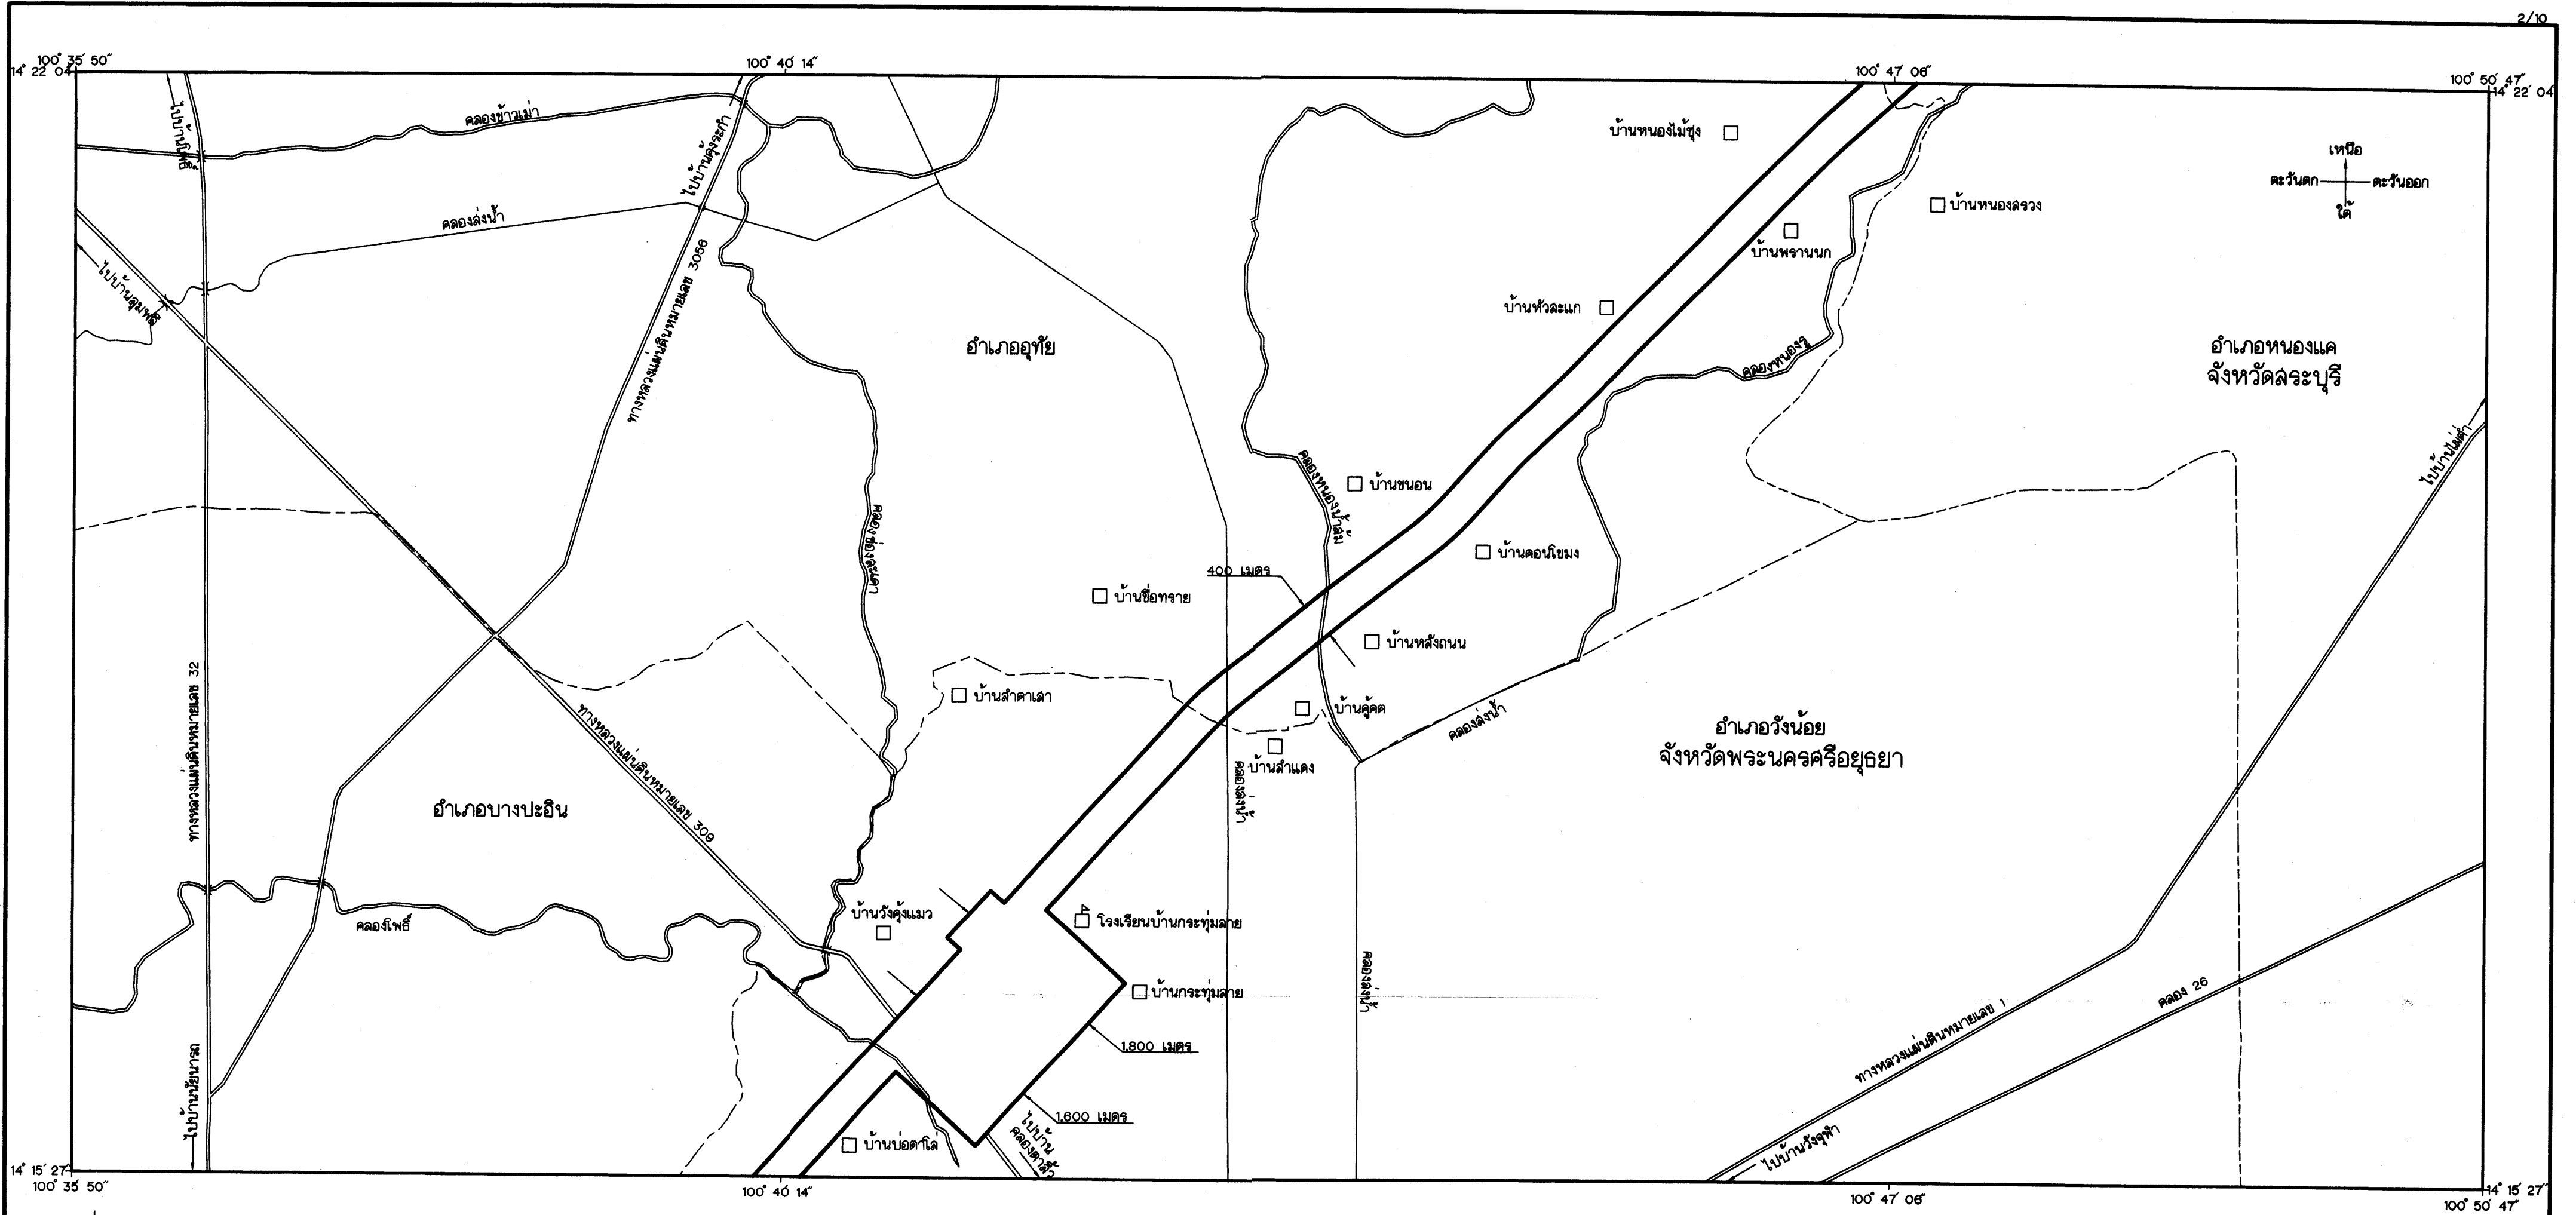 2/10
100° 35′ 50″
14° 22′ 04″
100° 40′ 14″
100° 47′ 06″
100° 50′ 47″
14° 22′ 04″
คลองข้าวเม่า
บ้านหนองไม้ซุง
เหนือ
ตะวันตก
ตะวันออก
ใต้
ไปบ้านคุ้งระกำ
คลองส่งน้ำ
บ้านหนองสรวง
บ้านพรานนก
ไปบ้านลุมพลี
ทางหลวงแผ่นดินหมายเลข 3056
บ้านหัวละแก
อำเภออุทัย
คลองหนองรู
อำเภอหนองแค
จังหวัดสระบุรี
คลองหนองน้ำส้ม
บ้านขนอน
ไปบ้านไผ่ต่ำ
คลองช่องสะเดา
บ้านดอนโขมง
400 เมตร
บ้านชื่อทราย
บ้านหลังถนน
บ้านลำตาเลา
บ้านคู้คต
คลองส่งน้ำ
ทางหลวงแผ่นดินหมายเลข 32
ทางหลวงแผ่นดินหมายเลข 309
บ้านลำแดง
อำเภอวังน้อย
จังหวัดพระนครศรีอยุธยา
คลองส่งน้ำ
อำเภอบางปะอิน
บ้านวังคุ้งแมว
โรงเรียนบ้านกระทุ่มลาย
คลองโพธิ์
คลองส่งน้ำ
บ้านกระทุ่มลาย
คลอง 26
ทางหลวงแผ่นดินหมายเลข 1
1.800 เมตร
1.600 เมตร
ไปบ้าน
บ้านบ่อตาโล่
ไปบ้านวังจุฬา
14° 15′ 27″
100° 35′ 50″
100° 40′ 14″
100° 47′ 06″
14° 15′ 27″
100° 50′ 47″